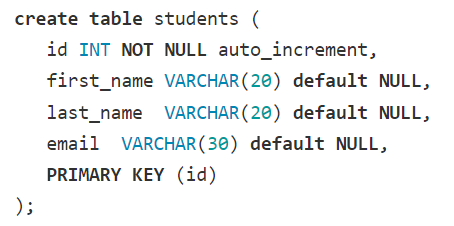 create table students (
id INT NOT NULL auto_increment,
first_name VARCHAR(20) default NULL,
last_name VARCHAR(20) default NULL,
email VARCHAR(30) default NULL,
PRIMARY KEY (id)
);